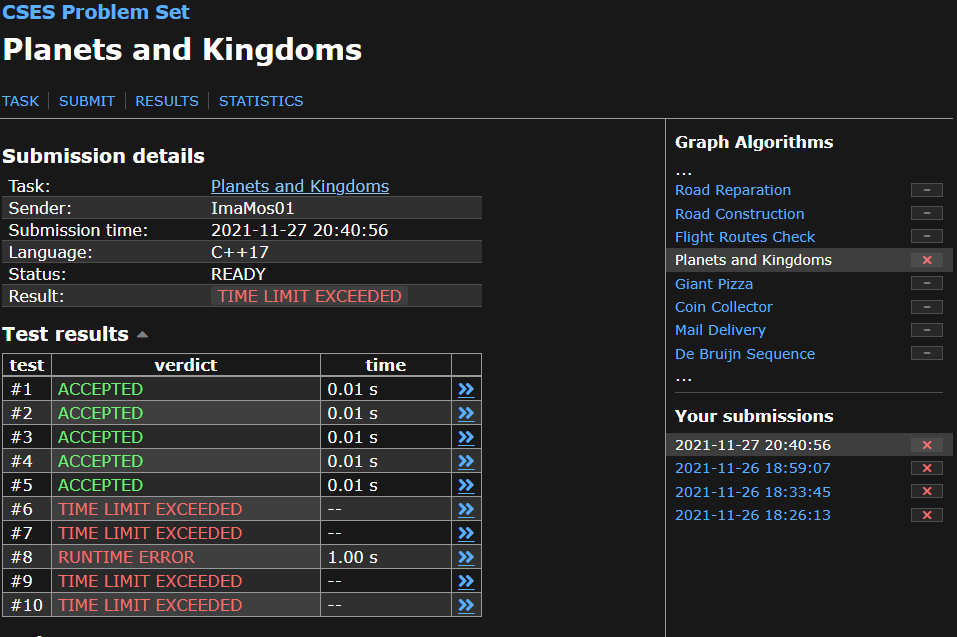 CSES Problem Set
Planets and Kingdoms
TASK | SUBMIT | RESULTS | STATISTICS
Submission details
Task: Planets and Kingdoms
Sender: ImaMos01
Submission time: 2021-11-27 20:40:56
Language: C++17
Status: READY
Result: TIME LIMIT EXCEEDED
Test results
test verdict time
#1 ACCEPTED 0.01 s »
#2 ACCEPTED 0.01 s »
#3 ACCEPTED 0.01 s »
#4 ACCEPTED 0.01 s »
#5 ACCEPTED 0.01 s »
#6 TIME LIMIT EXCEEDED -- »
#7 TIME LIMIT EXCEEDED -- »
#8 RUNTIME ERROR 1.00 s »
#9 TIME LIMIT EXCEEDED -- »
#10 TIME LIMIT EXCEEDED -- »
Graph Algorithms
...
Road Reparation –
Road Construction –
Flight Routes Check –
Planets and Kingdoms ×
Giant Pizza –
Coin Collector –
Mail Delivery –
De Bruijn Sequence –
...
Your submissions
2021-11-27 20:40:56 ×
2021-11-26 18:59:07 ×
2021-11-26 18:33:45 ×
2021-11-26 18:26:13 ×